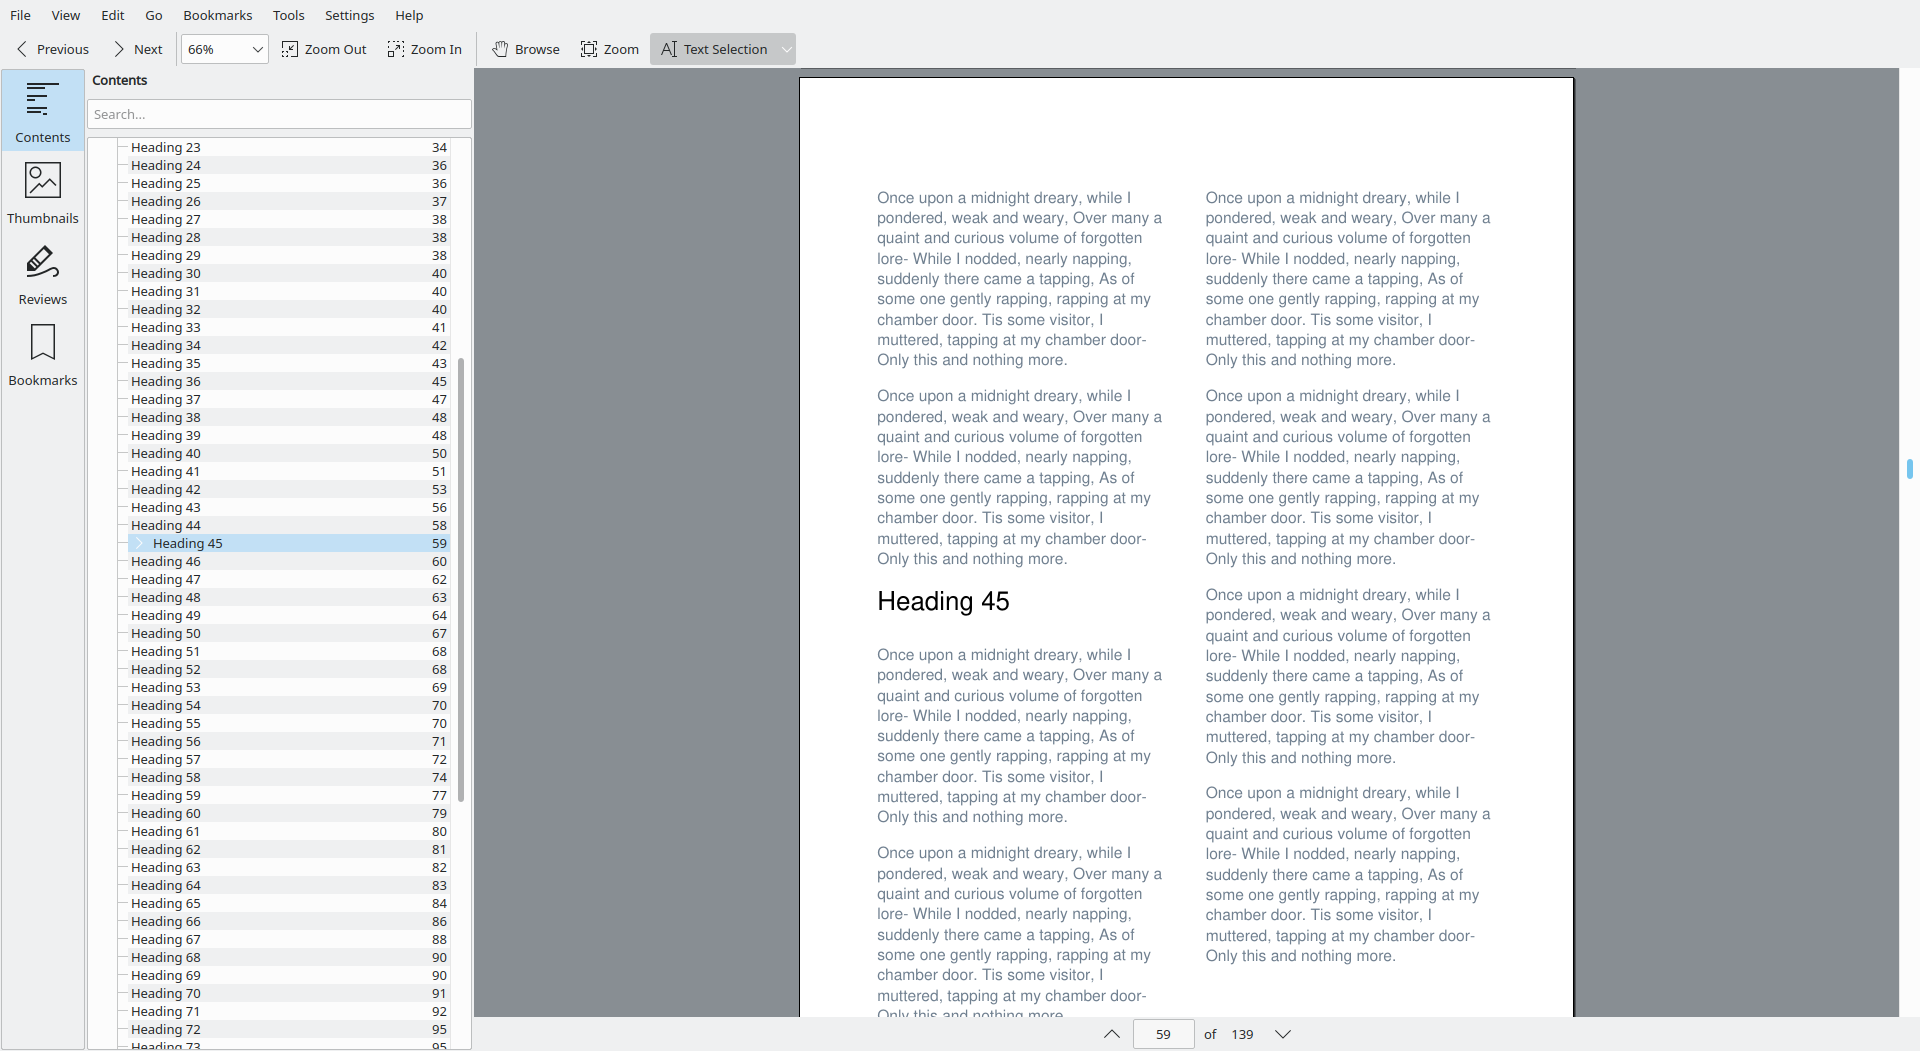 File View Edit Go Bookmarks Tools Settings Help
Previous Next 66% Zoom Out Zoom In Browse Zoom Text Selection
Contents
Thumbnails
Reviews
Bookmarks
Contents
Search...
Heading 23 34
Heading 24 36
Heading 25 36
Heading 26 37
Heading 27 38
Heading 28 38
Heading 29 38
Heading 30 40
Heading 31 40
Heading 32 40
Heading 33 41
Heading 34 42
Heading 35 43
Heading 36 45
Heading 37 47
Heading 38 48
Heading 39 48
Heading 40 50
Heading 41 51
Heading 42 53
Heading 43 56
Heading 44 58
Heading 45 59
Heading 46 60
Heading 47 62
Heading 48 63
Heading 49 64
Heading 50 67
Heading 51 68
Heading 52 68
Heading 53 69
Heading 54 70
Heading 55 70
Heading 56 71
Heading 57 72
Heading 58 74
Heading 59 77
Heading 60 79
Heading 61 80
Heading 62 81
Heading 63 82
Heading 64 83
Heading 65 84
Heading 66 86
Heading 67 88
Heading 68 90
Heading 69 90
Heading 70 91
Heading 71 92
Heading 72 95
Heading 73 95
Once upon a midnight dreary, while I
pondered, weak and weary, Over many a
quaint and curious volume of forgotten
lore- While I nodded, nearly napping,
suddenly there came a tapping, As of
some one gently rapping, rapping at my
chamber door. Tis some visitor, I
muttered, tapping at my chamber door-
Only this and nothing more.
Once upon a midnight dreary, while I
pondered, weak and weary, Over many a
quaint and curious volume of forgotten
lore- While I nodded, nearly napping,
suddenly there came a tapping, As of
some one gently rapping, rapping at my
chamber door. Tis some visitor, I
muttered, tapping at my chamber door-
Only this and nothing more.
Heading 45
Once upon a midnight dreary, while I
pondered, weak and weary, Over many a
quaint and curious volume of forgotten
lore- While I nodded, nearly napping,
suddenly there came a tapping, As of
some one gently rapping, rapping at my
chamber door. Tis some visitor, I
muttered, tapping at my chamber door-
Only this and nothing more.
Once upon a midnight dreary, while I
pondered, weak and weary, Over many a
quaint and curious volume of forgotten
lore- While I nodded, nearly napping,
suddenly there came a tapping, As of
some one gently rapping, rapping at my
chamber door. Tis some visitor, I
muttered, tapping at my chamber door-
Only this and nothing more.
Once upon a midnight dreary, while I
pondered, weak and weary, Over many a
quaint and curious volume of forgotten
lore- While I nodded, nearly napping,
suddenly there came a tapping, As of
some one gently rapping, rapping at my
chamber door. Tis some visitor, I
muttered, tapping at my chamber door-
Only this and nothing more.
Once upon a midnight dreary, while I
pondered, weak and weary, Over many a
quaint and curious volume of forgotten
lore- While I nodded, nearly napping,
suddenly there came a tapping, As of
some one gently rapping, rapping at my
chamber door. Tis some visitor, I
muttered, tapping at my chamber door-
Only this and nothing more.
Once upon a midnight dreary, while I
pondered, weak and weary, Over many a
quaint and curious volume of forgotten
lore- While I nodded, nearly napping,
suddenly there came a tapping, As of
some one gently rapping, rapping at my
chamber door. Tis some visitor, I
muttered, tapping at my chamber door-
Only this and nothing more.
Once upon a midnight dreary, while I
pondered, weak and weary, Over many a
quaint and curious volume of forgotten
lore- While I nodded, nearly napping,
suddenly there came a tapping, As of
some one gently rapping, rapping at my
chamber door. Tis some visitor, I
muttered, tapping at my chamber door-
Only this and nothing more.
59 of 139